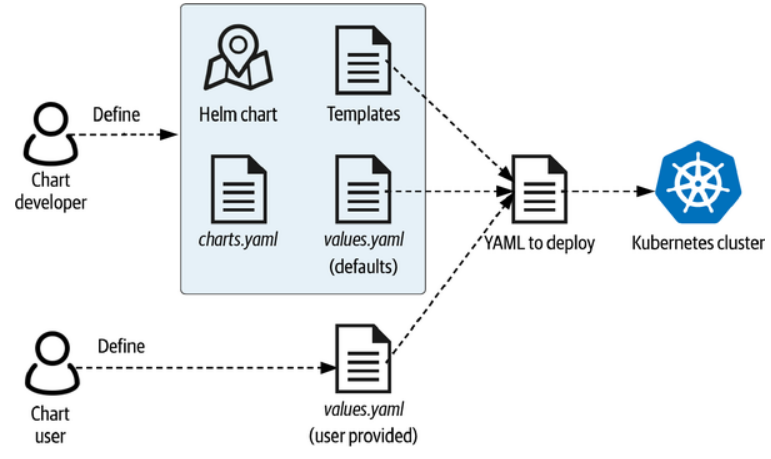 Define
Chart
developer
Helm chart
Templates
charts.yaml
values.yaml
(defaults)
YAML to deploy
Kubernetes cluster
Define
Chart
user
values.yaml
(user provided)